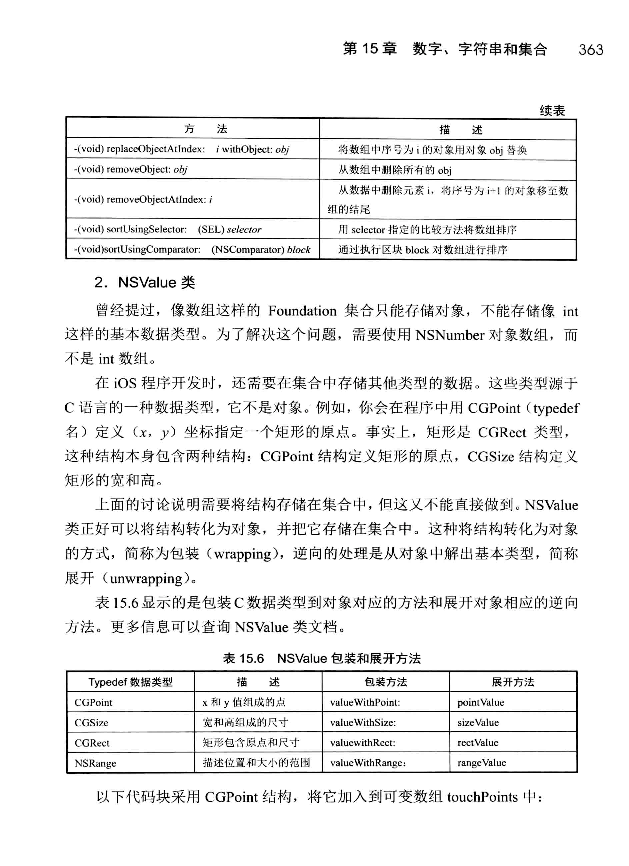 第 15 章 数字、字符串和集合 363
续表
方 法 描 述
-(void) replaceObjectAtIndex: i withObject: obj 将数组中序号为 i 的对象用对象 obj 替换
-(void) removeObject: obj 从数组中删除所有的 obj
-(void) removeObjectAtIndex: i 从数据中删除元素 i，将序号为 i+1 的对象移至数
组的结尾
-(void) sortUsingSelector: (SEL) selector 用 selector 指定的比较方法将数组排序
-(void)sortUsingComparator: (NSComparator) block 通过执行区块 block 对数组进行排序
2．NSValue 类
曾经提过，像数组这样的 Foundation 集合只能存储对象，不能存储像 int
这样的基本数据类型。为了解决这个问题，需要使用 NSNumber 对象数组，而
不是 int 数组。
在 iOS 程序开发时，还需要在集合中存储其他类型的数据。这些类型源于
C 语言的一种数据类型，它不是对象。例如，你会在程序中用 CGPoint（typedef
名）定义（x，y）坐标指定一个矩形的原点。事实上，矩形是 CGRect 类型，
这种结构本身包含两种结构：CGPoint 结构定义矩形的原点，CGSize 结构定义
矩形的宽和高。
上面的讨论说明需要将结构存储在集合中，但这又不能直接做到。NSValue
类正好可以将结构转化为对象，并把它存储在集合中。这种将结构转化为对象
的方式，简称为包装（wrapping），逆向的处理是从对象中解出基本类型，简称
展开（unwrapping）。
表 15.6 显示的是包装 C 数据类型到对象对应的方法和展开对象相应的逆向
方法。更多信息可以查询 NSValue 类文档。
表 15.6 NSValue 包装和展开方法
Typedef 数据类型 描 述 包装方法 展开方法
CGPoint x 和 y 值组成的点 valueWithPoint: pointValue
CGSize 宽和高组成的尺寸 valueWithSize: sizeValue
CGRect 矩形包含原点和尺寸 valuewithRect: rectValue
NSRange 描述位置和大小的范围 valueWithRange: rangeValue
以下代码块采用 CGPoint 结构，将它加入到可变数组 touchPoints 中：